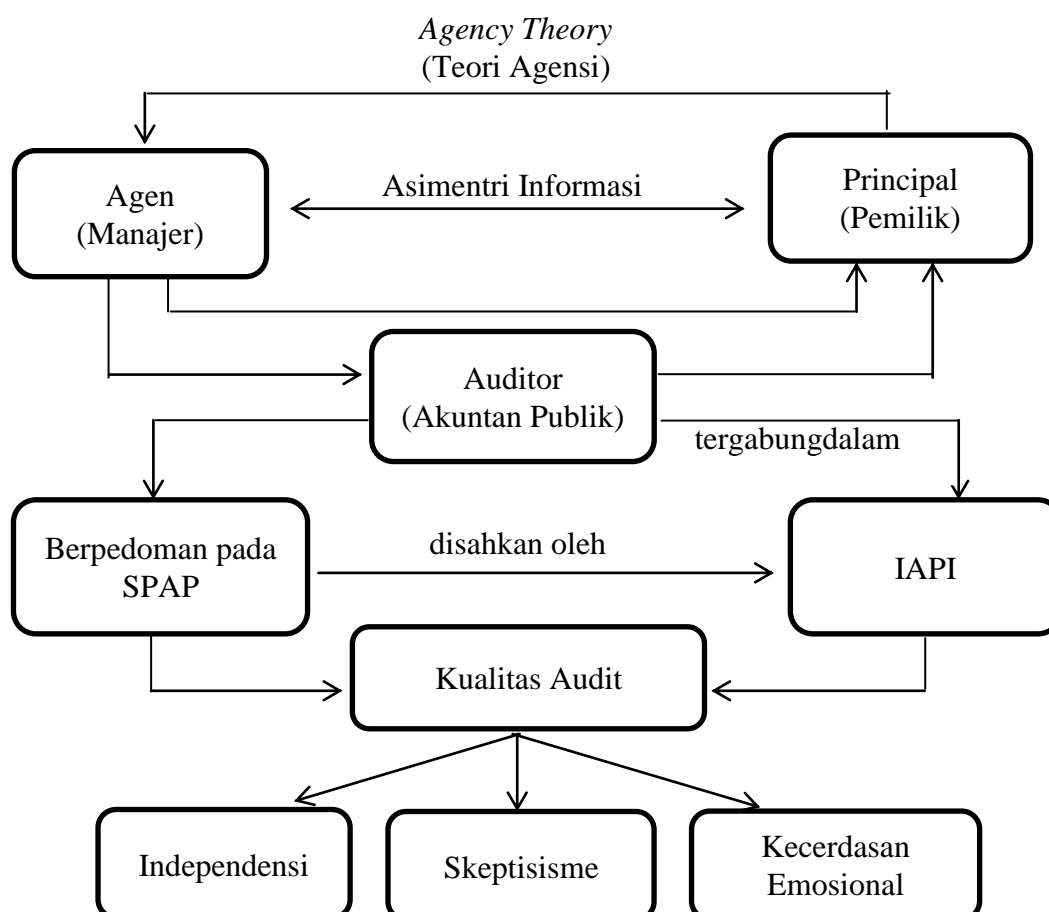 Agency Theory
(Teori Agensi)
Agen
(Manajer)
Asimentri Informasi
Principal
(Pemilik)
Auditor
(Akuntan Publik)
tergabungdalam
Berpedoman pada
SPAP
disahkan oleh
IAPI
Kualitas Audit
Independensi
Skeptisisme
Kecerdasan
Emosional